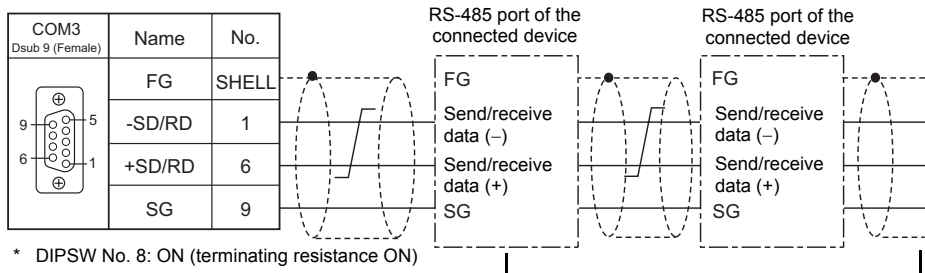 RS-485 port of the
connected device
RS-485 port of the
connected device
COM3
Dsub 9 (Female)
Name
No.
FG
SHELL
-SD/RD
1
+SD/RD
6
SG
9
9
5
6
1
FG
Send/receive
data (−)
Send/receive
data (+)
SG
FG
Send/receive
data (−)
Send/receive
data (+)
SG
* DIPSW No. 8: ON (terminating resistance ON)